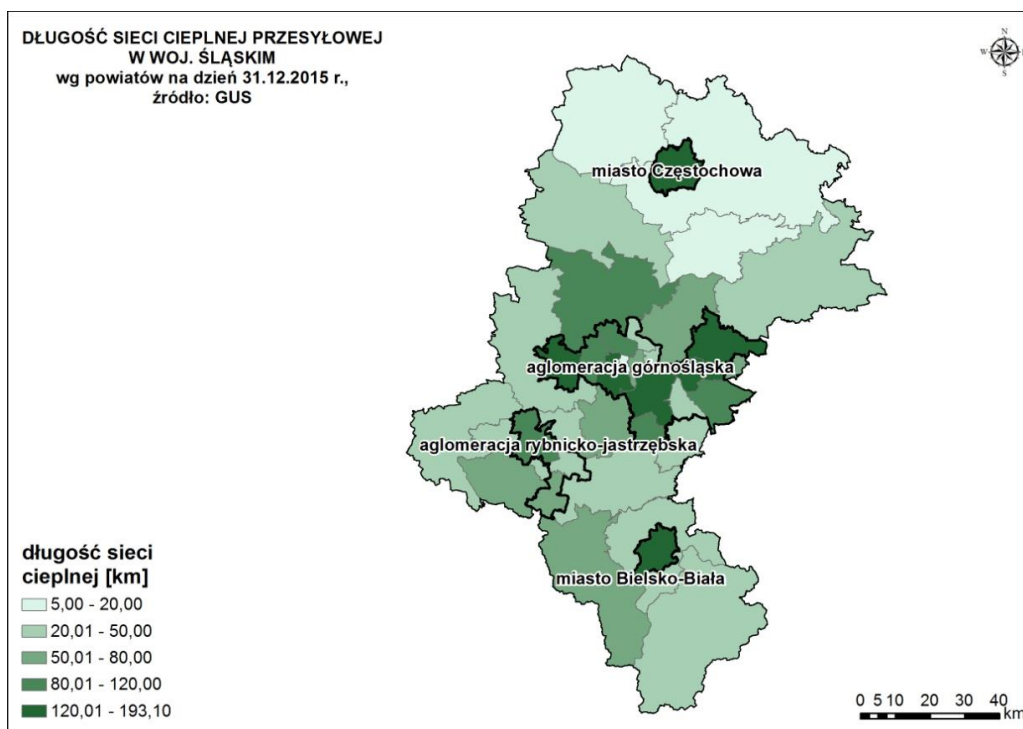 DŁUGOŚĆ SIECI CIEPLNEJ PRZESYŁOWEJ
W WOJ. ŚLĄSKIM
wg powiatów na dzień 31.12.2015 r.,
źródło: GUS
N
W E
S
miasto Częstochowa
aglomeracja górnośląska
aglomeracja rybnicko-jastrzębska
miasto Bielsko-Biała
długość sieci
cieplnej [km]
5,00 - 20,00
20,01 - 50,00
50,01 - 80,00
80,01 - 120,00
120,01 - 193,10
0 5 10 20 30 40
km